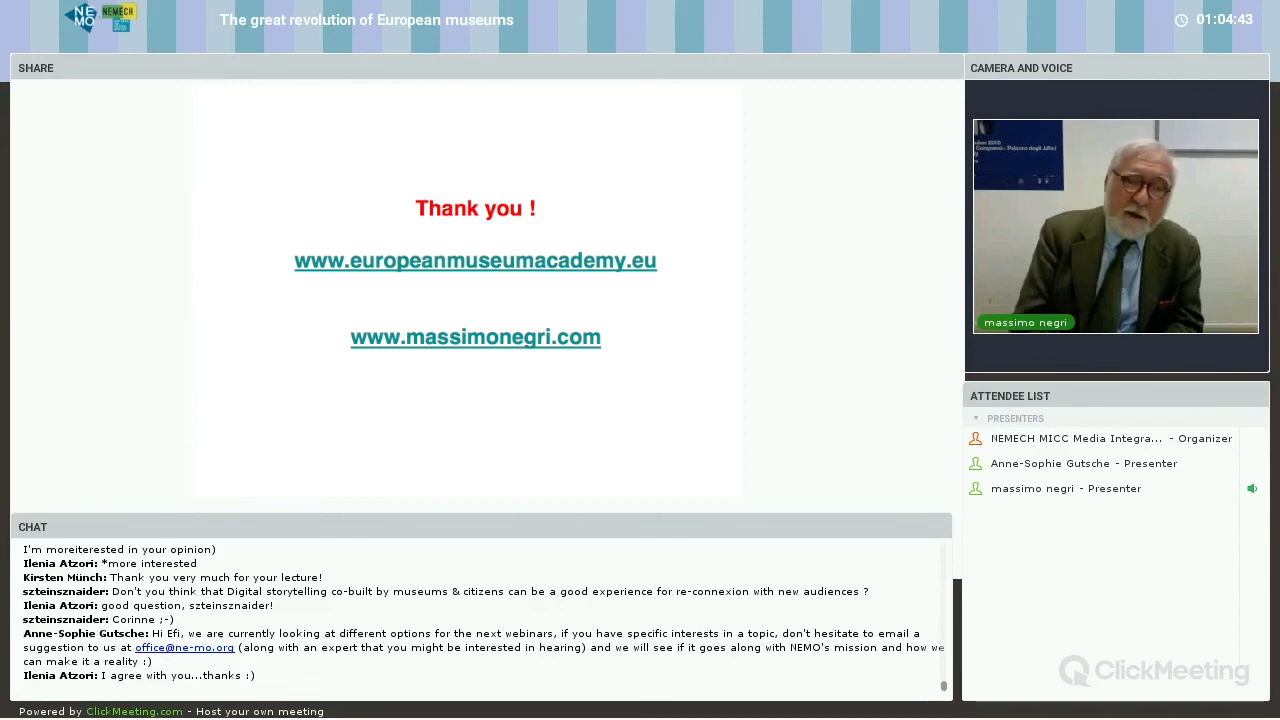 NE
MO
NEMECH
The great revolution of European museums
01:04:43
SHARE
CAMERA AND VOICE
Thank you !
www.europeanmuseumacademy.eu
www.massimonegri.com
massimo negri
ATTENDEE LIST
PRESENTERS
NEMECH MICC Media Integra... - Organizer
Anne-Sophie Gutsche - Presenter
massimo negri - Presenter
CHAT
I'm moreiterested in your opinion)
Ilenia Atzori: *more interested
Kirsten Münch: Thank you very much for your lecture!
szteinsznaider: Don't you think that Digital storytelling co-built by museums & citizens can be a good experience for re-connexion with new audiences ?
Ilenia Atzori: good question, szteinsznaider!
szteinsznaider: Corinne ;-)
Anne-Sophie Gutsche: Hi Efi, we are currently looking at different options for the next webinars, if you have specific interests in a topic, don't hesitate to email a
suggestion to us at office@ne-mo.org (along with an expert that you might be interested in hearing) and we will see if it goes along with NEMO's mission and how we
can make it a reality :)
Ilenia Atzori: I agree with you...thanks :)
ClickMeeting
Powered by ClickMeeting.com - Host your own meeting